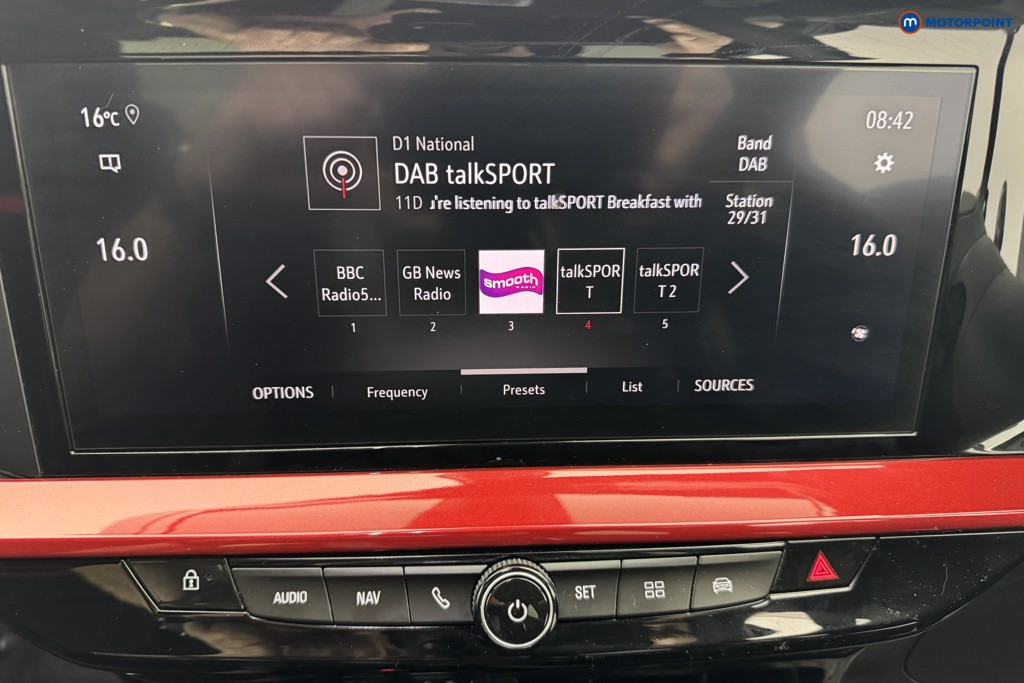 MOTORPOINT
16°C
08:42
D1 National
DAB talkSPORT
11D 're listening to talkSPORT Breakfast with
Band
DAB
Station
29/31
16.0
16.0
BBC
Radio5...
GB News
Radio
smooth
RADIO
talkSPOR
T
talkSPOR
T 2
1
2
3
4
5
OPTIONS
Frequency
Presets
List
SOURCES
AUDIO
NAV
SET